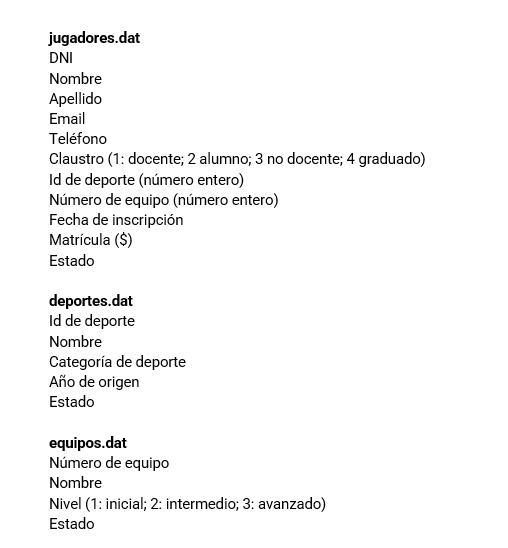 jugadores.dat
DNI
Nombre
Apellido
Email
Teléfono
Claustro (1: docente; 2 alumno; 3 no docente; 4 graduado)
Id de deporte (número entero)
Número de equipo (número entero)
Fecha de inscripción
Matrícula ($)
Estado
deportes.dat
Id de deporte
Nombre
Categoría de deporte
Año de origen
Estado
equipos.dat
Número de equipo
Nombre
Nivel (1: inicial; 2: intermedio; 3: avanzado)
Estado